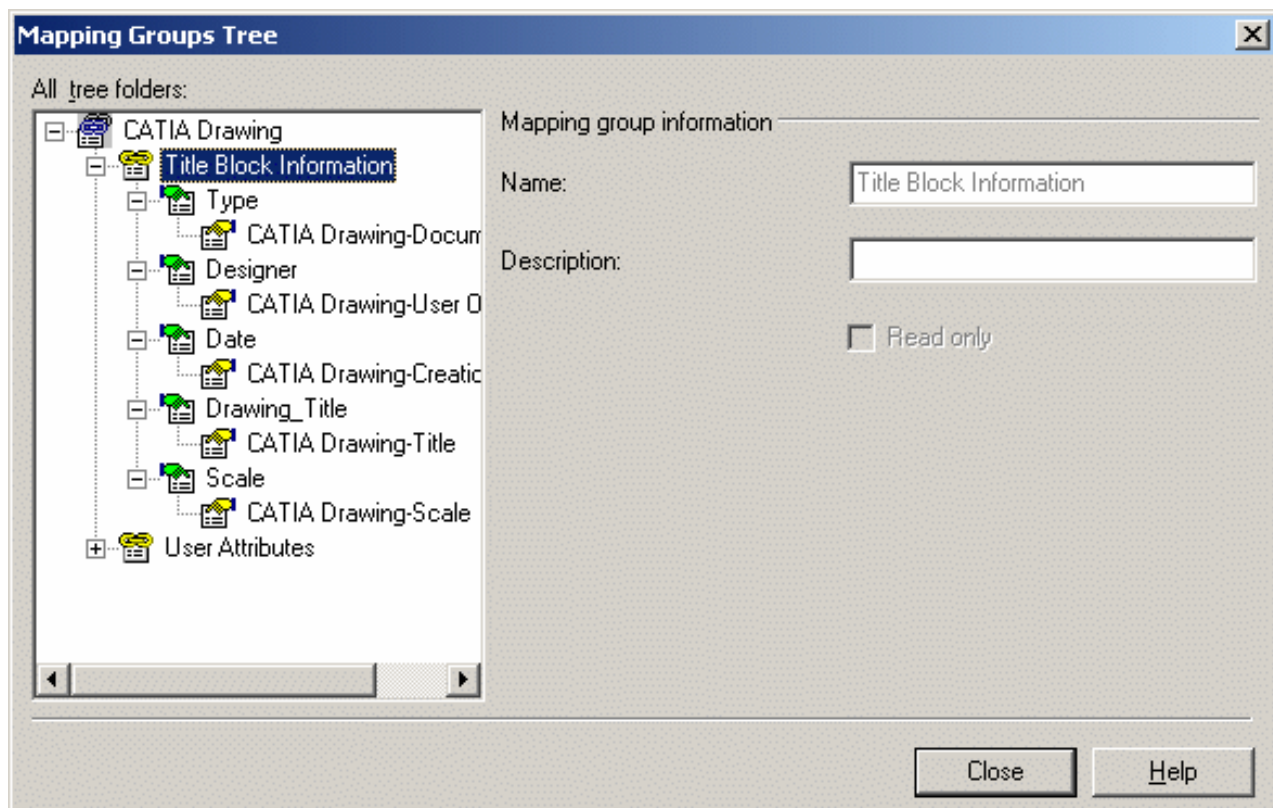 Mapping Groups Tree
All tree folders:
CATIA Drawing
Title Block Information
Type
CATIA Drawing-Docum
Designer
CATIA Drawing-User O
Date
CATIA Drawing-Creatic
Drawing_Title
CATIA Drawing-Title
Scale
CATIA Drawing-Scale
User Attributes
Mapping group information
Name:
Title Block Information
Description:
Read only
Close
Help